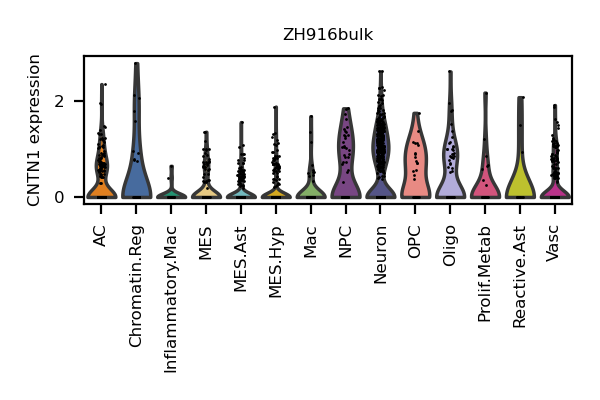 ZH916bulk
CNTN1 expression
2
0
AC
Chromatin.Reg
Inflammatory.Mac
MES
MES.Ast
MES.Hyp
Mac
NPC
Neuron
OPC
Oligo
Prolif.Metab
Reactive.Ast
Vasc